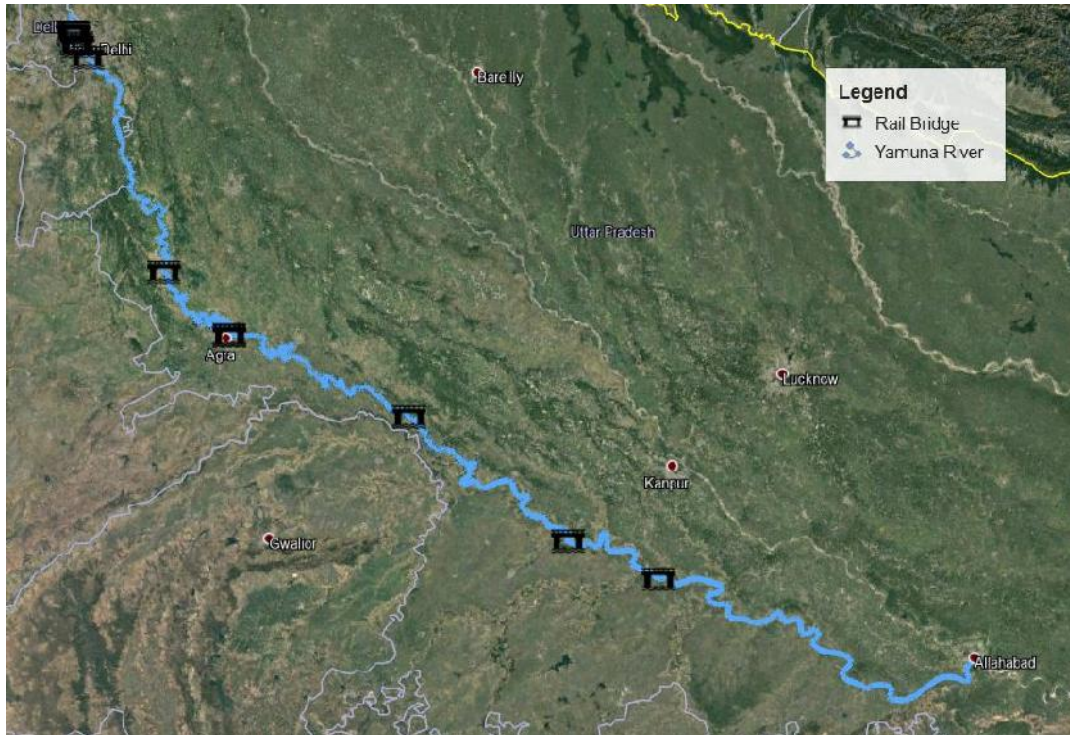 Delhi
Bareilly
Legend
Rail Bridge
Yamuna River
Uttar Pradesh
Agra
Lucknow
Kanpur
Gwalior
Allahabad